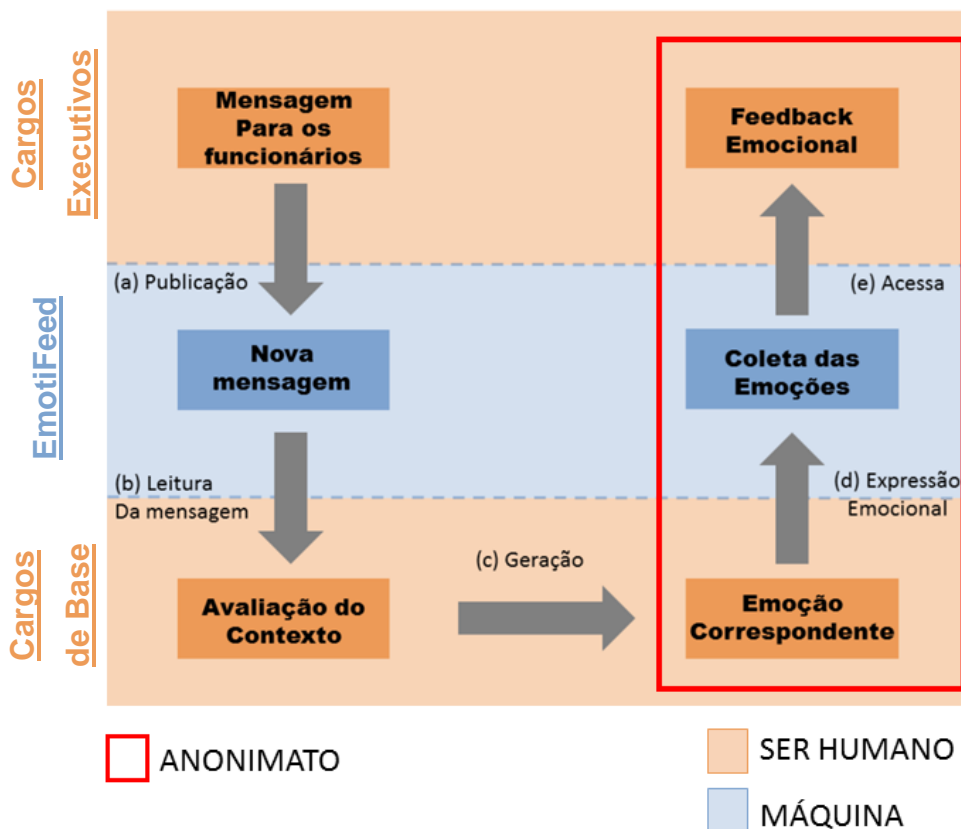 Cargos
Executivos
Mensagem
Para os
funcionários
Feedback
Emocional
(a) Publicação
(e) Acessa
EmotiFeed
Nova
mensagem
Coleta das
Emoções
(b) Leitura
Da mensagem
(d) Expressão
Emocional
Cargos
de Base
(c) Geração
Avaliação do
Contexto
Emoção
Correspondente
ANONIMATO
SER HUMANO
MÁQUINA